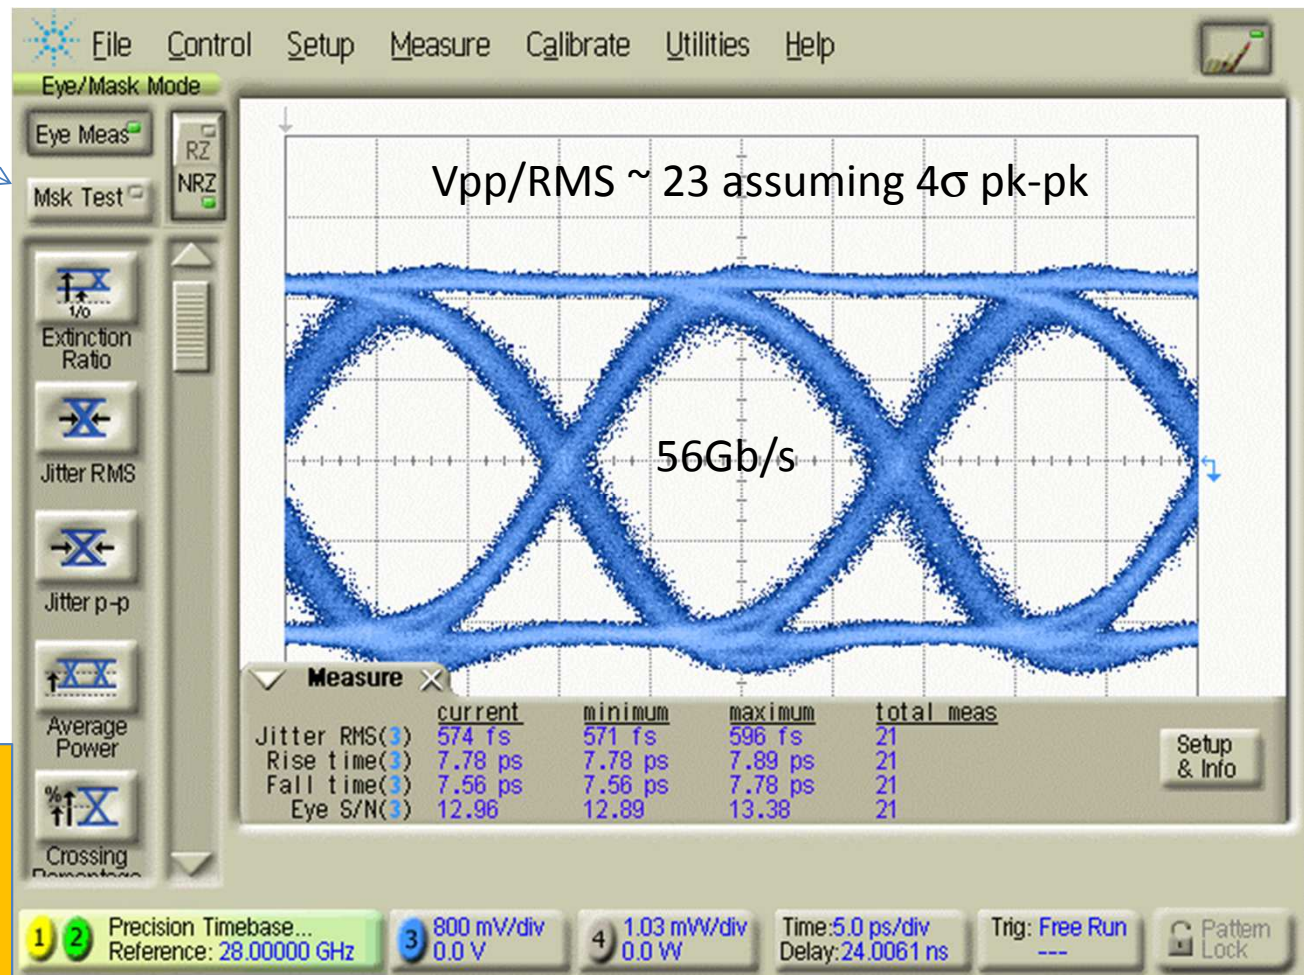 File Control Setup Measure Calibrate Utilities Help
Eye/Mask Mode
Eye Meas
Msk Test
RZ
NRZ
Vpp/RMS ~ 23 assuming 4σ pk-pk
56Gb/s
1/0
Extinction
Ratio
Jitter RMS
Jitter p-p
Average
Power
%
Crossing
Percentage
Measure
current minimum maximum total meas
Jitter RMS(3) 574 fs 571 fs 596 fs 21
Rise time(3) 7.78 ps 7.78 ps 7.89 ps 21
Fall time(3) 7.56 ps 7.56 ps 7.78 ps 21
Eye S/N(3) 12.96 12.89 13.38 21
Setup
& Info
1 2 Precision Timebase...
Reference: 28.00000 GHz
3 800 mV/div
0.0 V
4 1.03 mW/div
0.0 W
Time:5.0 ps/div
Delay:24.0061 ns
Trig: Free Run
---
Pattern
Lock